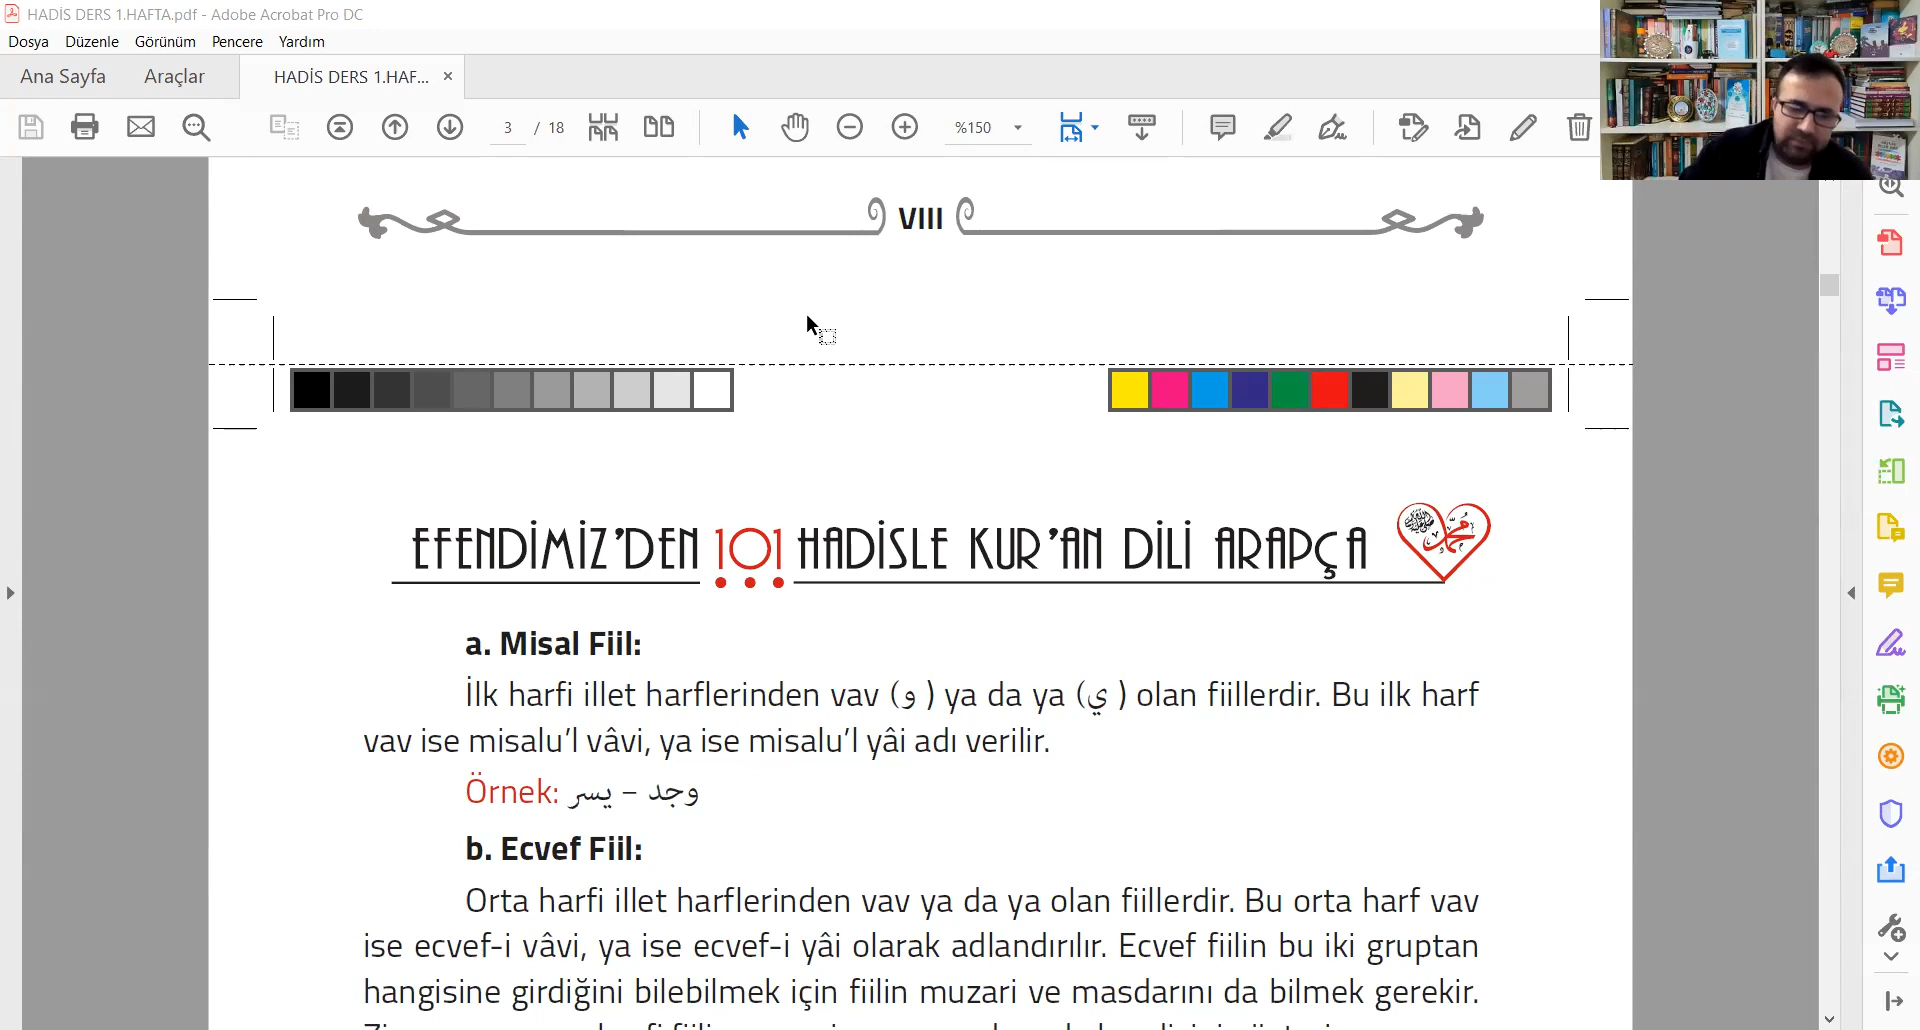 HADİS DERS 1.HAFTA.pdf - Adobe Acrobat Pro DC
Dosya Düzenle Görünüm Pencere Yardım
Ana Sayfa Araçlar HADİS DERS 1.HAF... ×
3 / 18 %150
VIII
EFENDİMİZ'DEN 101 HADİSLE KUR'AN DİLİ ARAPÇA
a. Misal Fiil:
İlk harfi illet harflerinden vav (و ) ya da ya (ي ) olan fiillerdir. Bu ilk harf
vav ise misalu'l vâvi, ya ise misalu'l yâi adı verilir.
Örnek: وجد – يسر
b. Ecvef Fiil:
Orta harfi illet harflerinden vav ya da ya olan fiillerdir. Bu orta harf vav
ise ecvef-i vâvi, ya ise ecvef-i yâi olarak adlandırılır. Ecvef fiilin bu iki gruptan
hangisine girdiğini bilebilmek için fiilin muzari ve masdarını da bilmek gerekir.